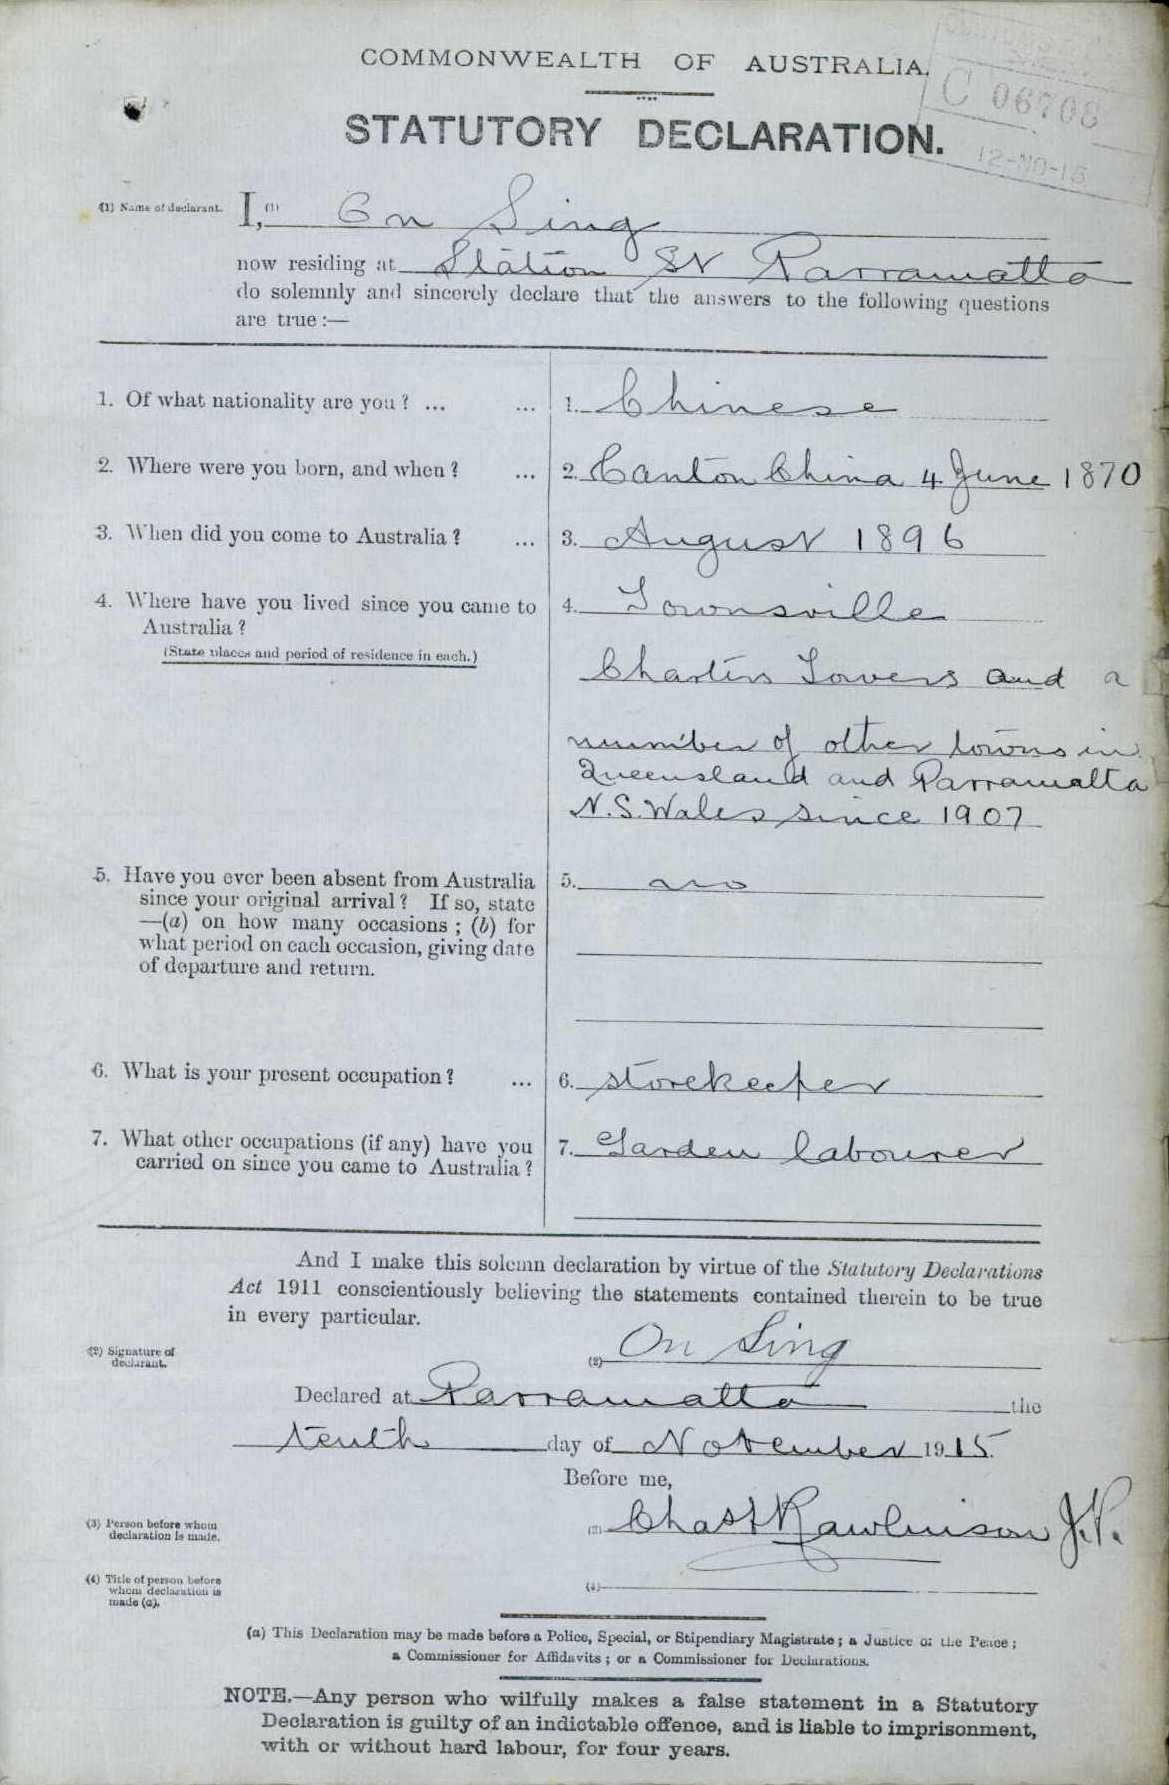 COMMONWEALTH OF AUSTRALIA.
C 06708
12-NO-15
STATUTORY DECLARATION.
(1) Name of declarant. I, (1) On Sing
now residing at Station St Parramatta
do solemnly and sincerely declare that the answers to the following questions
are true:—
1. Of what nationality are you? ... ... 1. Chinese
2. Where were you born, and when? ... 2. Canton China 4 June 1870
3. When did you come to Australia? ... 3. August 1896
4. Where have you lived since you came to 4. Townsville
Australia?
(State places and period of residence in each.)
Charters Towers and a
number of other towns in
Queensland and Parramatta
N.S. Wales since 1907
5. Have you ever been absent from Australia 5. no
since your original arrival? If so, state
—(a) on how many occasions; (b) for
what period on each occasion, giving date
of departure and return.
6. What is your present occupation? ... 6. storekeeper
7. What other occupations (if any) have you 7. Garden labourer
carried on since you came to Australia?
And I make this solemn declaration by virtue of the Statutory Declarations
Act 1911 conscientiously believing the statements contained therein to be true
in every particular.
(2) Signature of
declarant.
(2) On Sing
Declared at Parramatta the
tenth day of November 1915
Before me,
(3) Person before whom
declaration is made.
(3) Chas H Rawlinson J.P.
(4) Title of person before
whom declaration is
made (a).
(4)
(a) This Declaration may be made before a Police, Special, or Stipendiary Magistrate; a Justice of the Peace;
a Commissioner for Affidavits; or a Commissioner for Declarations.
NOTE.—Any person who wilfully makes a false statement in a Statutory
Declaration is guilty of an indictable offence, and is liable to imprisonment,
with or without hard labour, for four years.